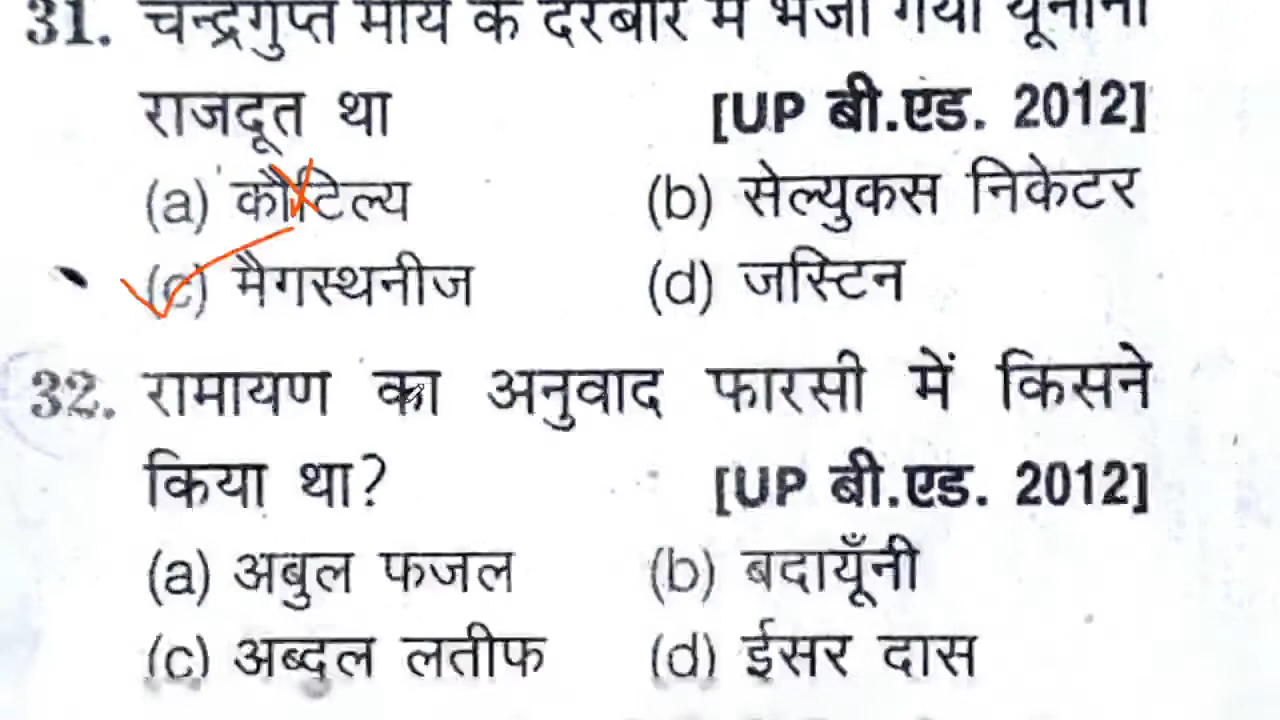 31. चन्द्रगुप्त मौर्य के दरबार में भेजा गया यूनानी
राजदूत था [UP बी.एड. 2012]
(a) कौटिल्य (b) सेल्युकस निकेटर
(c) मैगस्थनीज (d) जस्टिन
32. रामायण का अनुवाद फारसी में किसने
किया था? [UP बी.एड. 2012]
(a) अबुल फजल (b) बदायूँनी
(c) अब्दुल लतीफ (d) ईसर दास